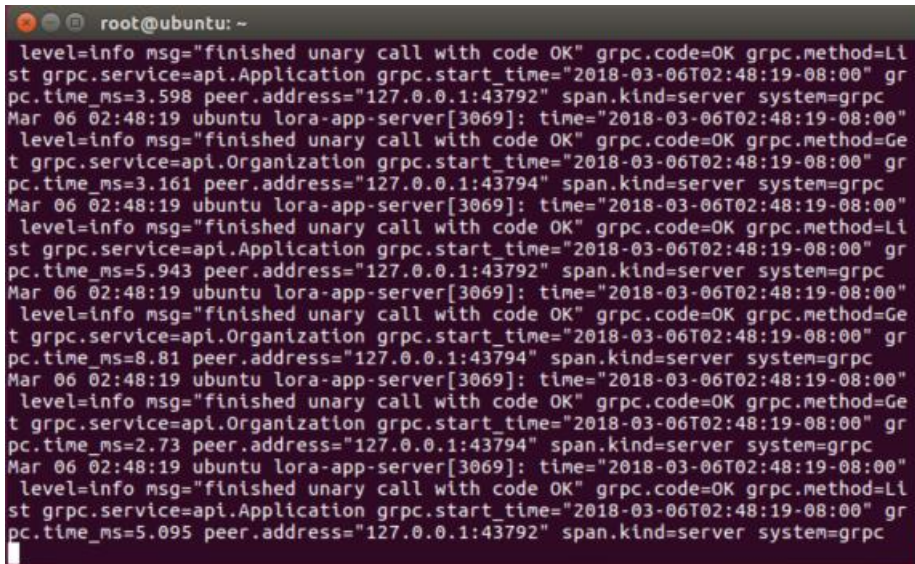 root@ubuntu: ~
level=info msg="finished unary call with code OK" grpc.code=OK grpc.method=Li
st grpc.service=api.Application grpc.start_time="2018-03-06T02:48:19-08:00" gr
pc.time_ms=3.598 peer.address="127.0.0.1:43792" span.kind=server system=grpc
Mar 06 02:48:19 ubuntu lora-app-server[3069]: time="2018-03-06T02:48:19-08:00"
level=info msg="finished unary call with code OK" grpc.code=OK grpc.method=Ge
t grpc.service=api.Organization grpc.start_time="2018-03-06T02:48:19-08:00" gr
pc.time_ms=3.161 peer.address="127.0.0.1:43794" span.kind=server system=grpc
Mar 06 02:48:19 ubuntu lora-app-server[3069]: time="2018-03-06T02:48:19-08:00"
level=info msg="finished unary call with code OK" grpc.code=OK grpc.method=Li
st grpc.service=api.Application grpc.start_time="2018-03-06T02:48:19-08:00" gr
pc.time_ms=5.943 peer.address="127.0.0.1:43792" span.kind=server system=grpc
Mar 06 02:48:19 ubuntu lora-app-server[3069]: time="2018-03-06T02:48:19-08:00"
level=info msg="finished unary call with code OK" grpc.code=OK grpc.method=Ge
t grpc.service=api.Organization grpc.start_time="2018-03-06T02:48:19-08:00" gr
pc.time_ms=8.81 peer.address="127.0.0.1:43794" span.kind=server system=grpc
Mar 06 02:48:19 ubuntu lora-app-server[3069]: time="2018-03-06T02:48:19-08:00"
level=info msg="finished unary call with code OK" grpc.code=OK grpc.method=Ge
t grpc.service=api.Organization grpc.start_time="2018-03-06T02:48:19-08:00" gr
pc.time_ms=2.73 peer.address="127.0.0.1:43794" span.kind=server system=grpc
Mar 06 02:48:19 ubuntu lora-app-server[3069]: time="2018-03-06T02:48:19-08:00"
level=info msg="finished unary call with code OK" grpc.code=OK grpc.method=Li
st grpc.service=api.Application grpc.start_time="2018-03-06T02:48:19-08:00" gr
pc.time_ms=5.095 peer.address="127.0.0.1:43792" span.kind=server system=grpc